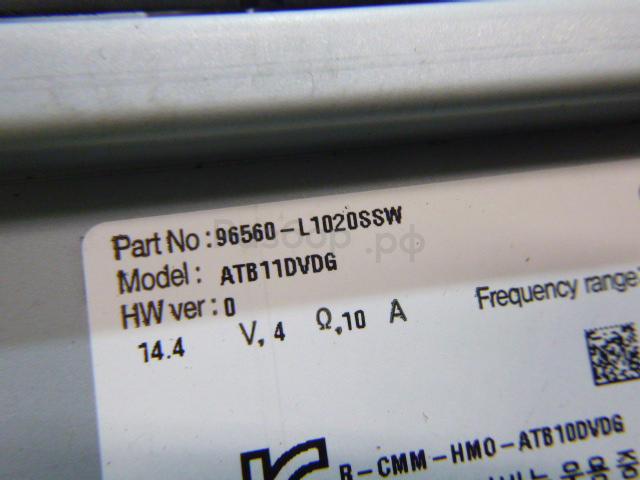 Part No : 96560-L1020SSW
Model : ATB11DVDG
HW ver : 0
14.4 V, 4 Ω,10 A
Frequency range
R-CMM-HMO-ATB10DVDG